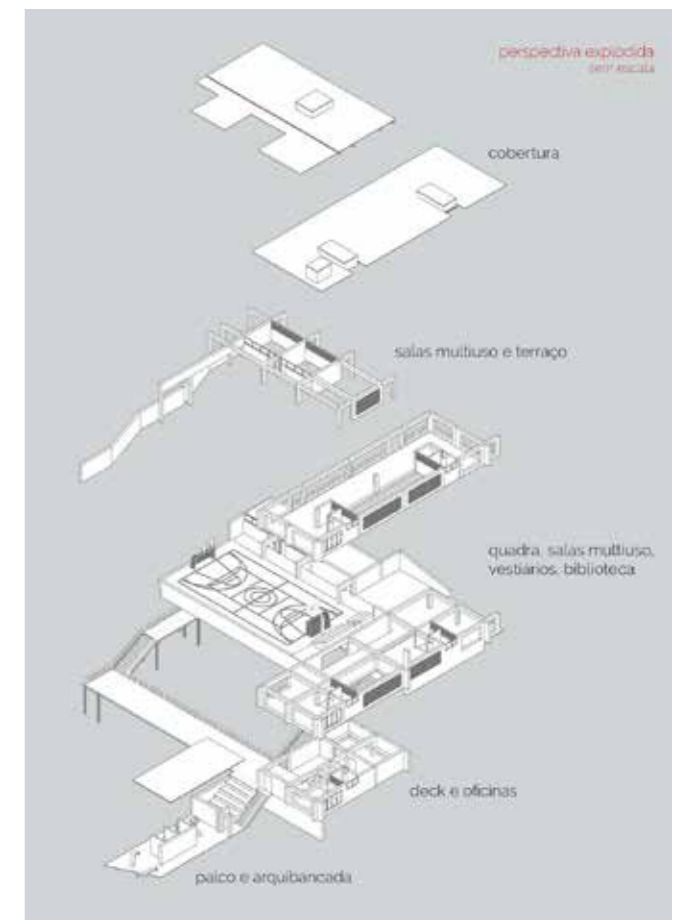 perspectiva explodida
sem escala
cobertura
salas multiuso e terraço
quadra, salas multiuso,
vestiários, biblioteca
deck e oficinas
palco e arquibancada